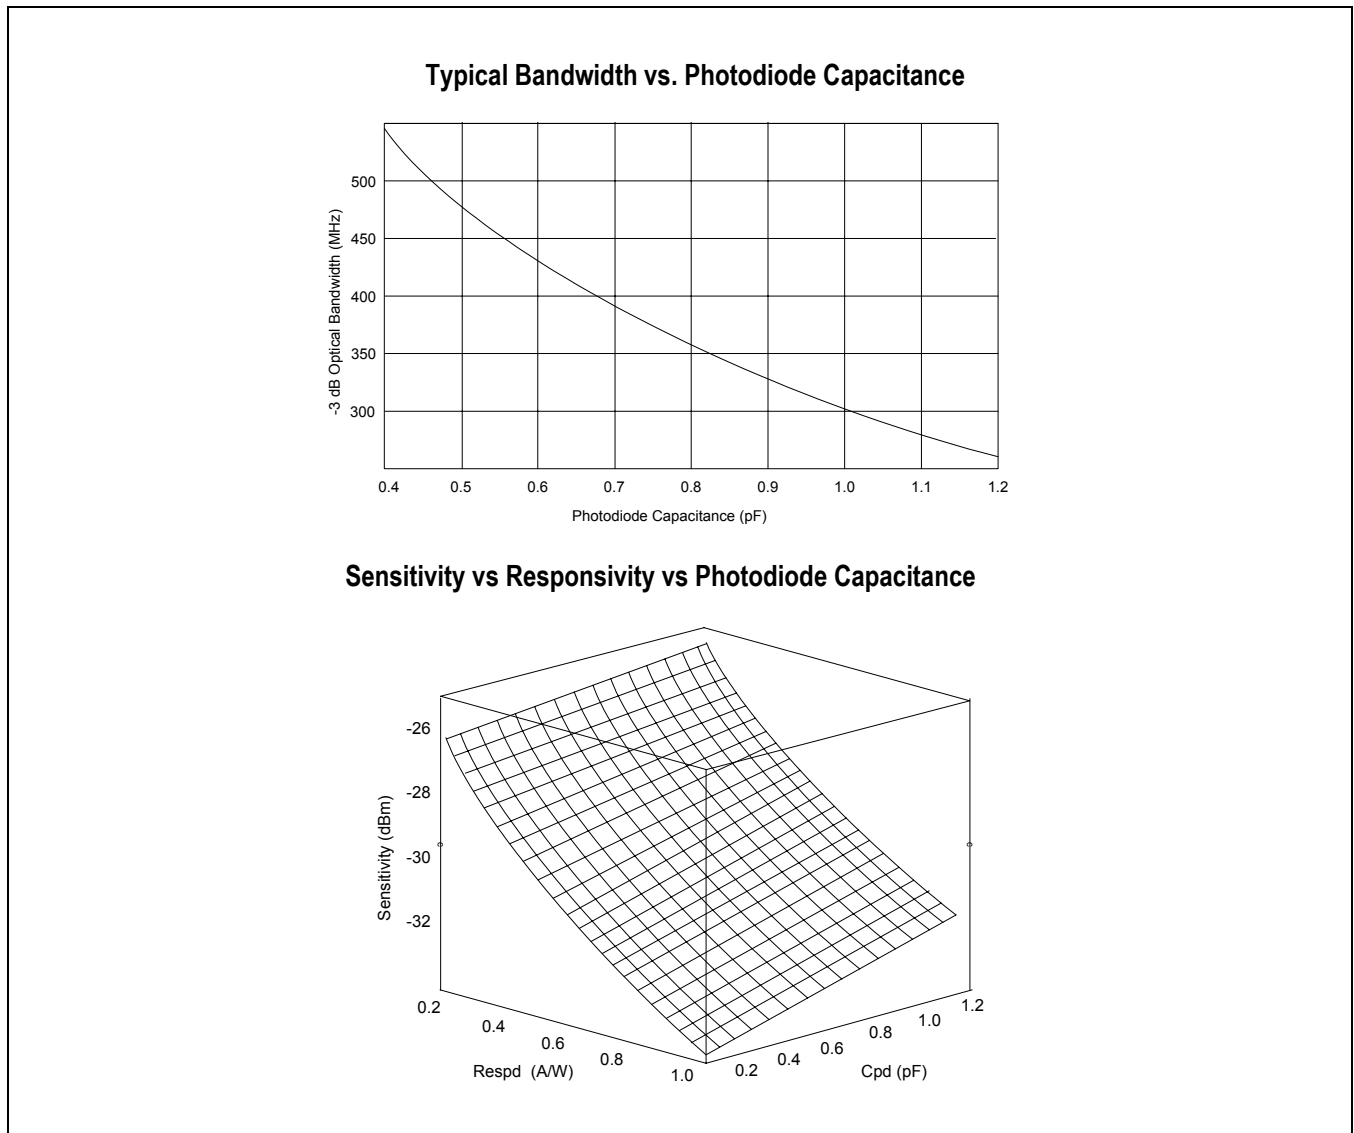 Typical Bandwidth vs. Photodiode Capacitance
-3 dB Optical Bandwidth (MHz)
500
450
400
350
300
0.4 0.5 0.6 0.7 0.8 0.9 1.0 1.1 1.2
Photodiode Capacitance (pF)
Sensitivity vs Responsivity vs Photodiode Capacitance
Sensitivity (dBm)
-26
-28
-30
-32
0.2 0.4 0.6 0.8 1.0
Respd (A/W)
0.2 0.4 0.6 0.8 1.0 1.2
Cpd (pF)